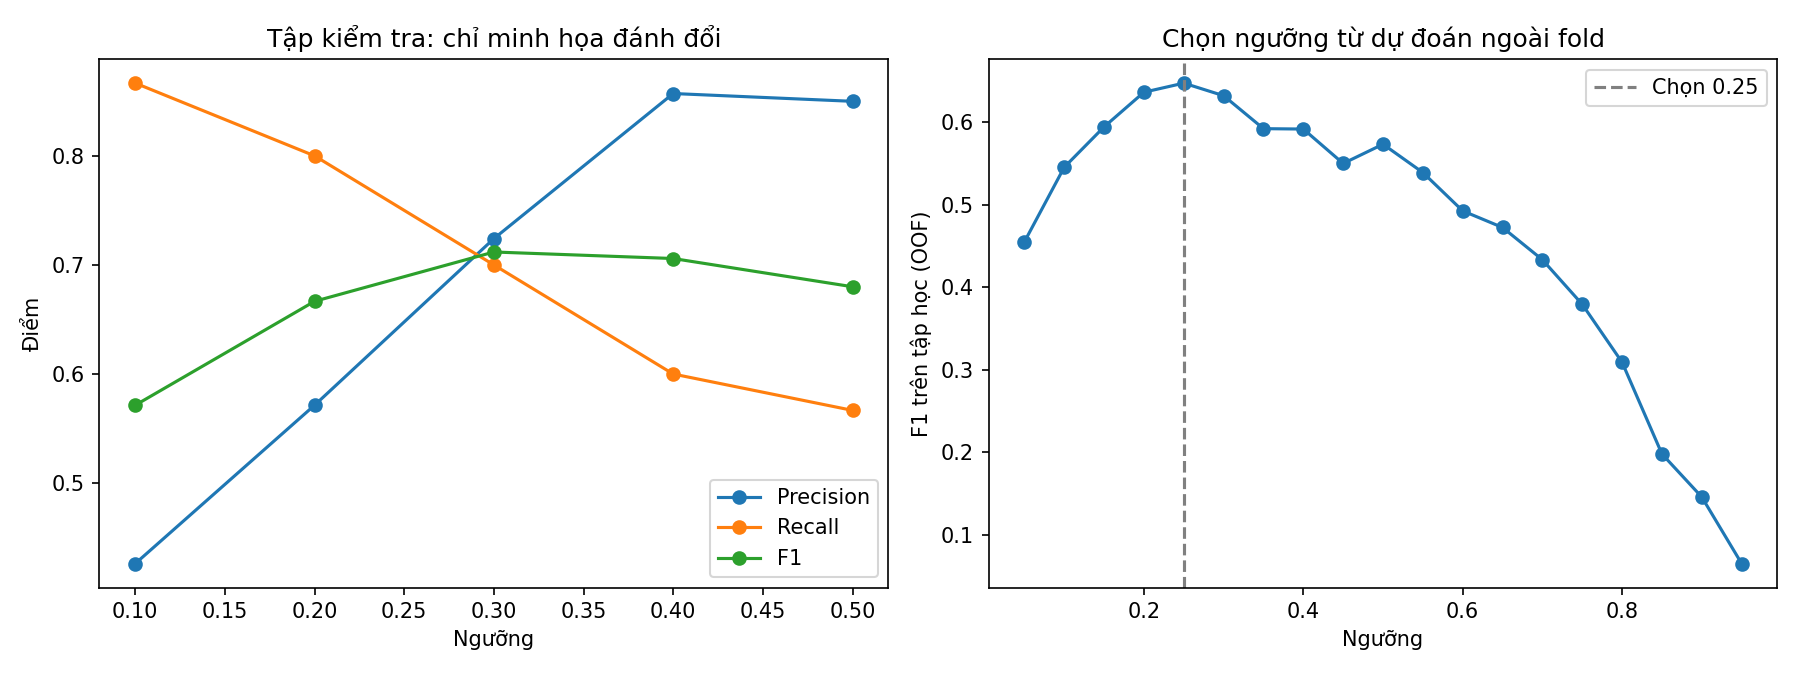 Tập kiểm tra: chỉ minh họa đánh đổi
Điểm
0.8
0.7
0.6
0.5
0.10 0.15 0.20 0.25 0.30 0.35 0.40 0.45 0.50
Ngưỡng
Precision
Recall
F1
Chọn ngưỡng từ dự đoán ngoài fold
F1 trên tập học (OOF)
0.6
0.5
0.4
0.3
0.2
0.1
0.2 0.4 0.6 0.8
Ngưỡng
Chọn 0.25